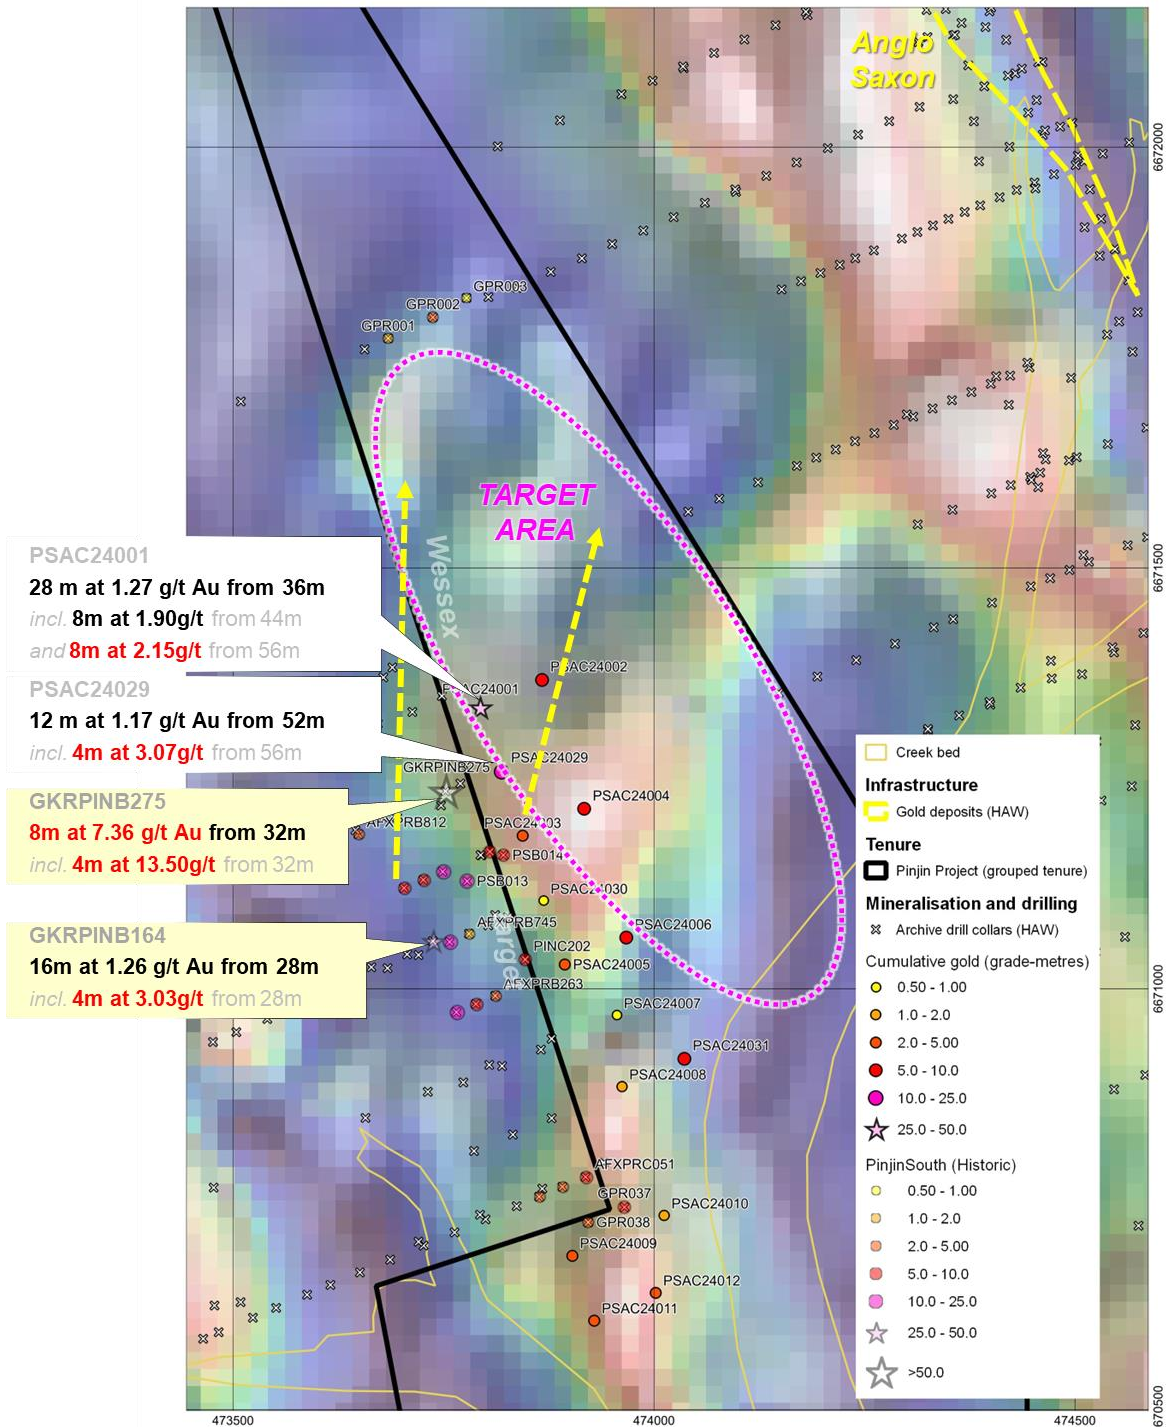 Anglo
Saxon
6672000
GPR003
GPR002
GPR001
TARGET
AREA
Wessex
6671500
PSAC24001
28 m at 1.27 g/t Au from 36m
incl. 8m at 1.90g/t from 44m
and 8m at 2.15g/t from 56m
PSAC24002
PSAC24001
PSAC24029
12 m at 1.17 g/t Au from 52m
incl. 4m at 3.07g/t from 56m
PSAC24029
GKRPINB275
GKRPINB275
8m at 7.36 g/t Au from 32m
incl. 4m at 13.50g/t from 32m
PSAC24004
AFXPRB812
PSAC24003
PSB014
PSB013
PSAC24030
AFXPRB745
PSAC24006
GKRPINB164
16m at 1.26 g/t Au from 28m
incl. 4m at 3.03g/t from 28m
PINC202
PSAC24005
AFXPRB263
6671000
PSAC24007
PSAC24031
PSAC24008
AFXPRC051
GPR037
PSAC24010
GPR038
PSAC24009
PSAC24012
PSAC24011
Creek bed
Infrastructure
Gold deposits (HAW)
Tenure
Pinjin Project (grouped tenure)
Mineralisation and drilling
Archive drill collars (HAW)
Cumulative gold (grade-metres)
0.50 - 1.00
1.0 - 2.0
2.0 - 5.00
5.0 - 10.0
10.0 - 25.0
25.0 - 50.0
PinjinSouth (Historic)
0.50 - 1.00
1.0 - 2.0
2.0 - 5.00
5.0 - 10.0
10.0 - 25.0
25.0 - 50.0
>50.0
6670500
473500
474000
474500